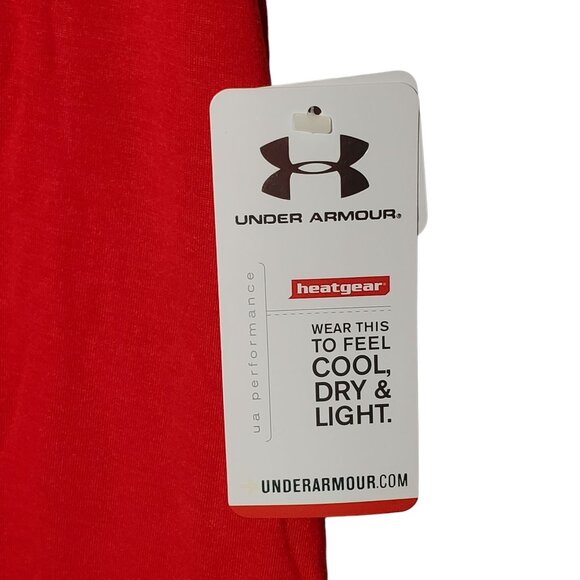 UNDER ARMOUR®
ua performance
heatgear®
WEAR THIS
TO FEEL
COOL,
DRY &
LIGHT.
UNDERARMOUR.COM